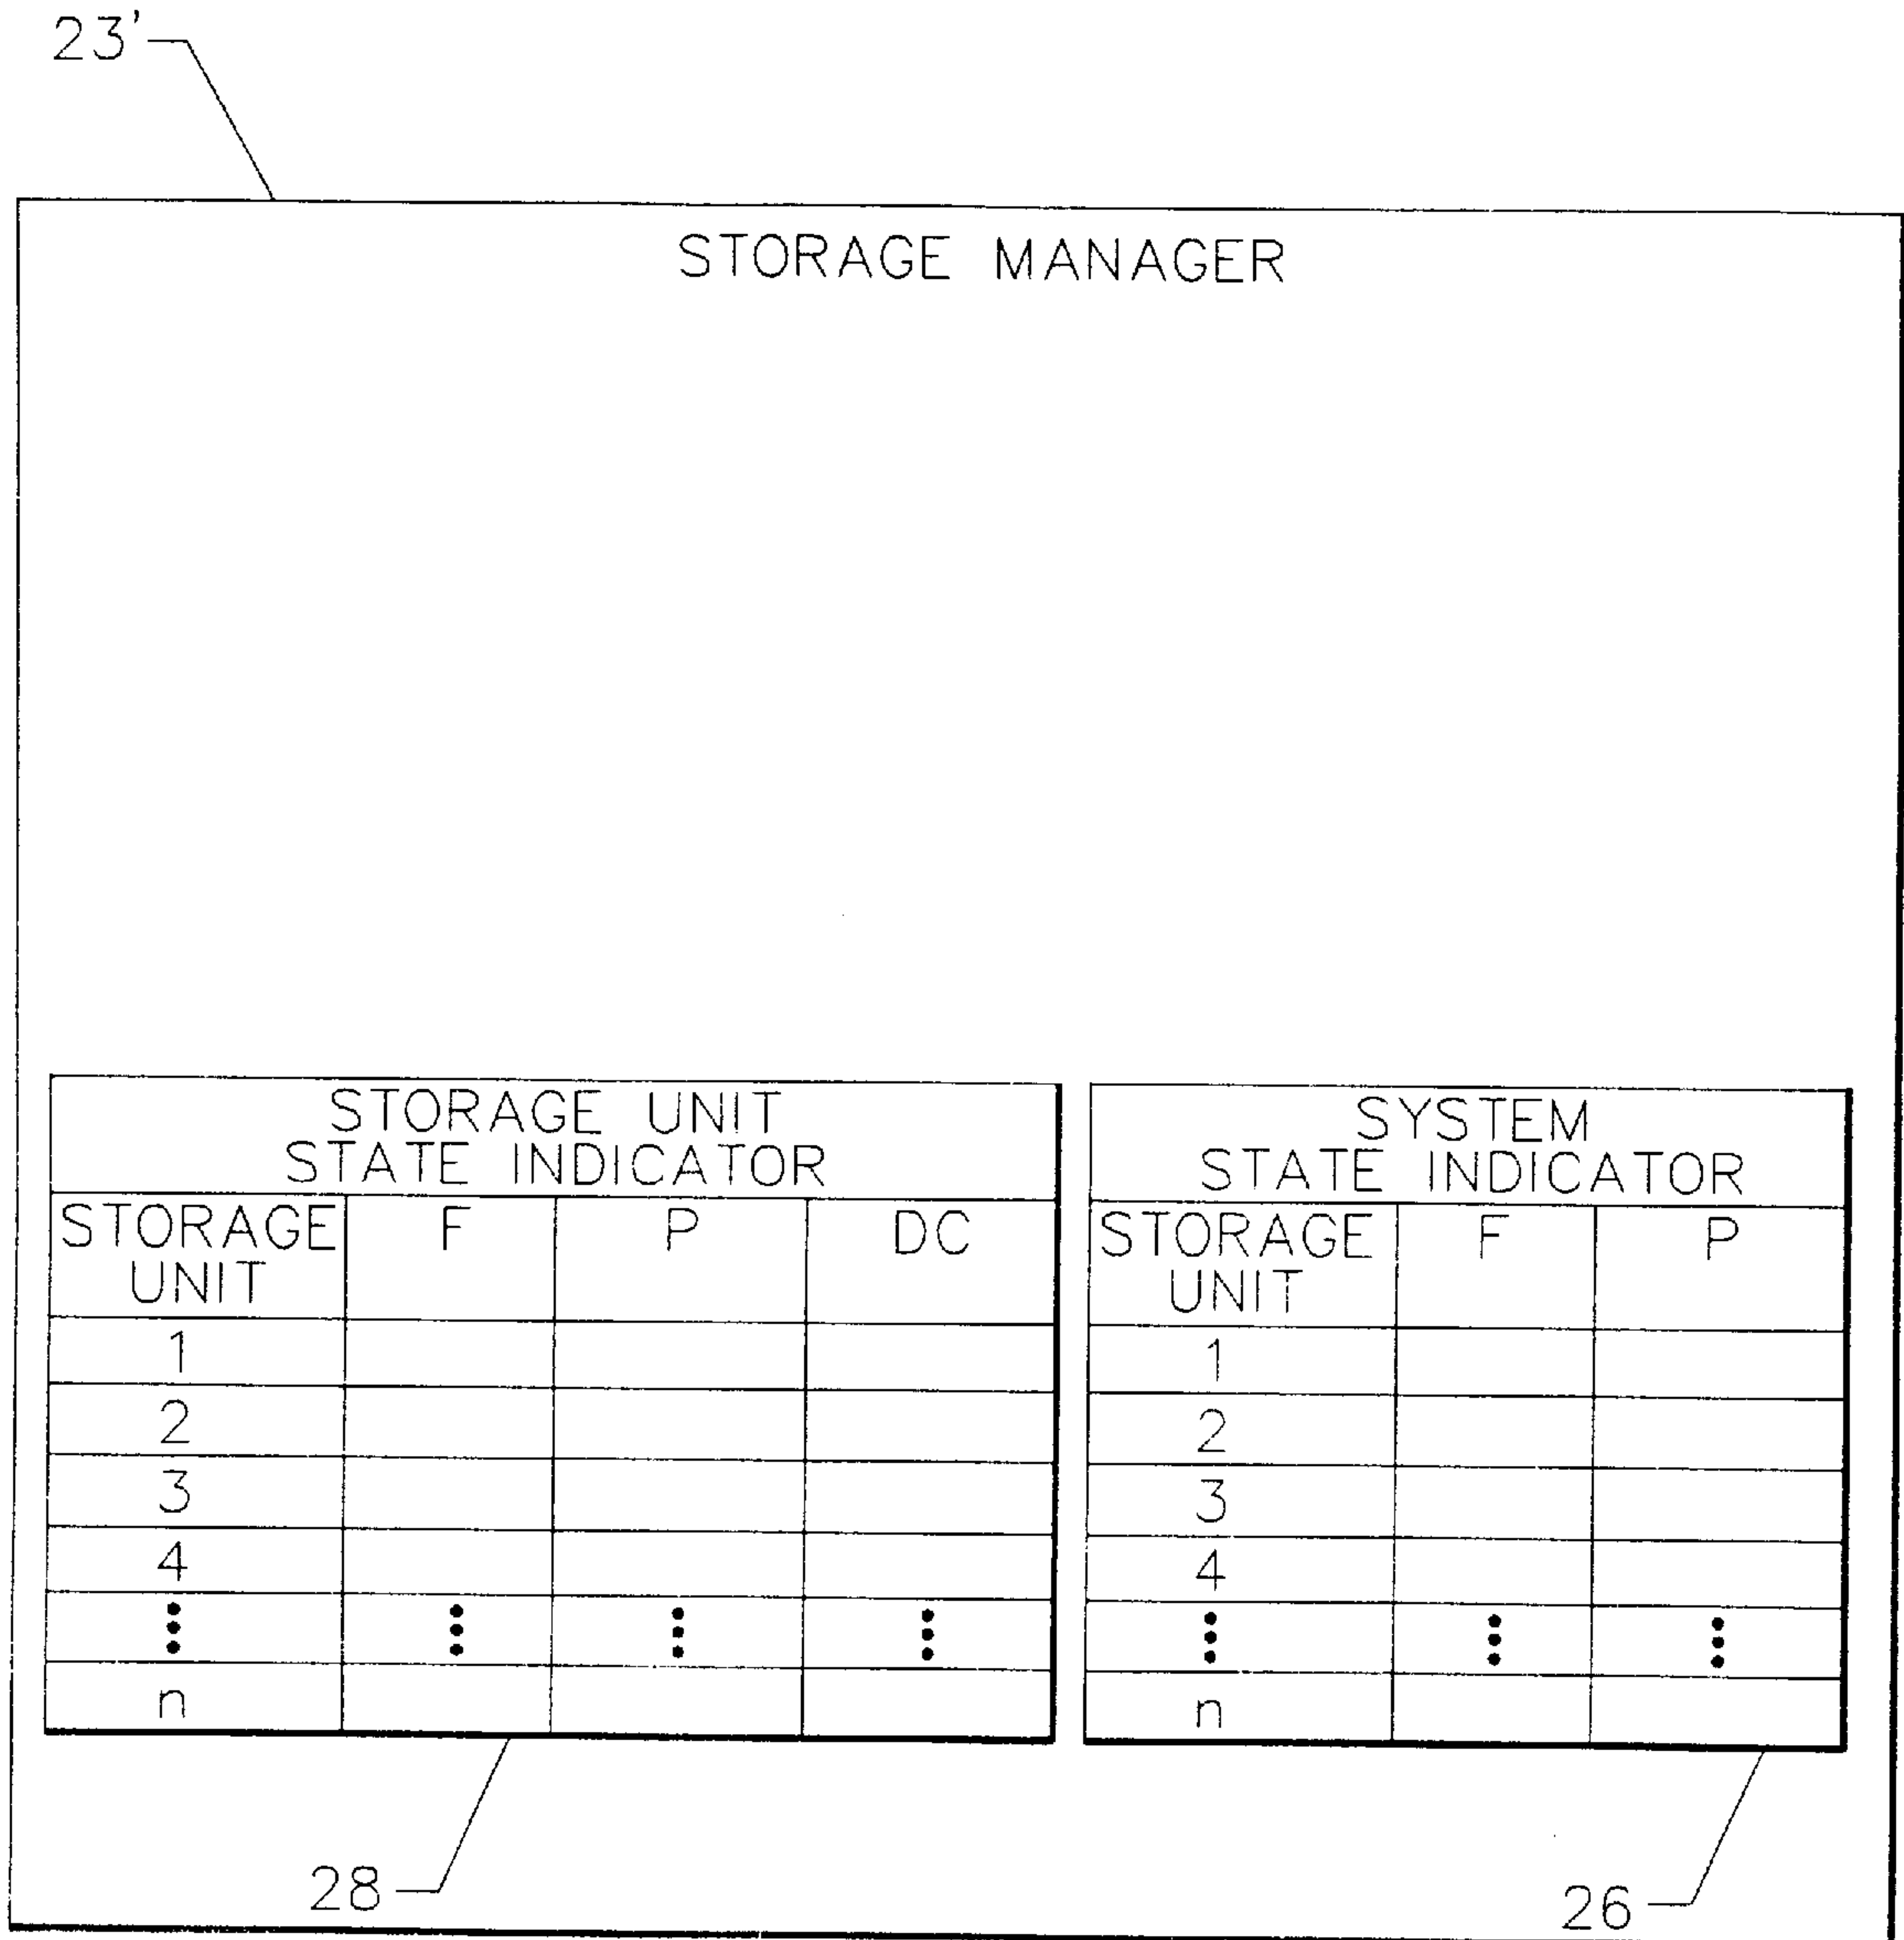 23'
STORAGE MANAGER
STORAGE UNIT
STATE INDICATOR
STORAGE UNIT F P DC
1
2
3
4
n
28
SYSTEM
STATE INDICATOR
STORAGE UNIT F P
1
2
3
4
n
26